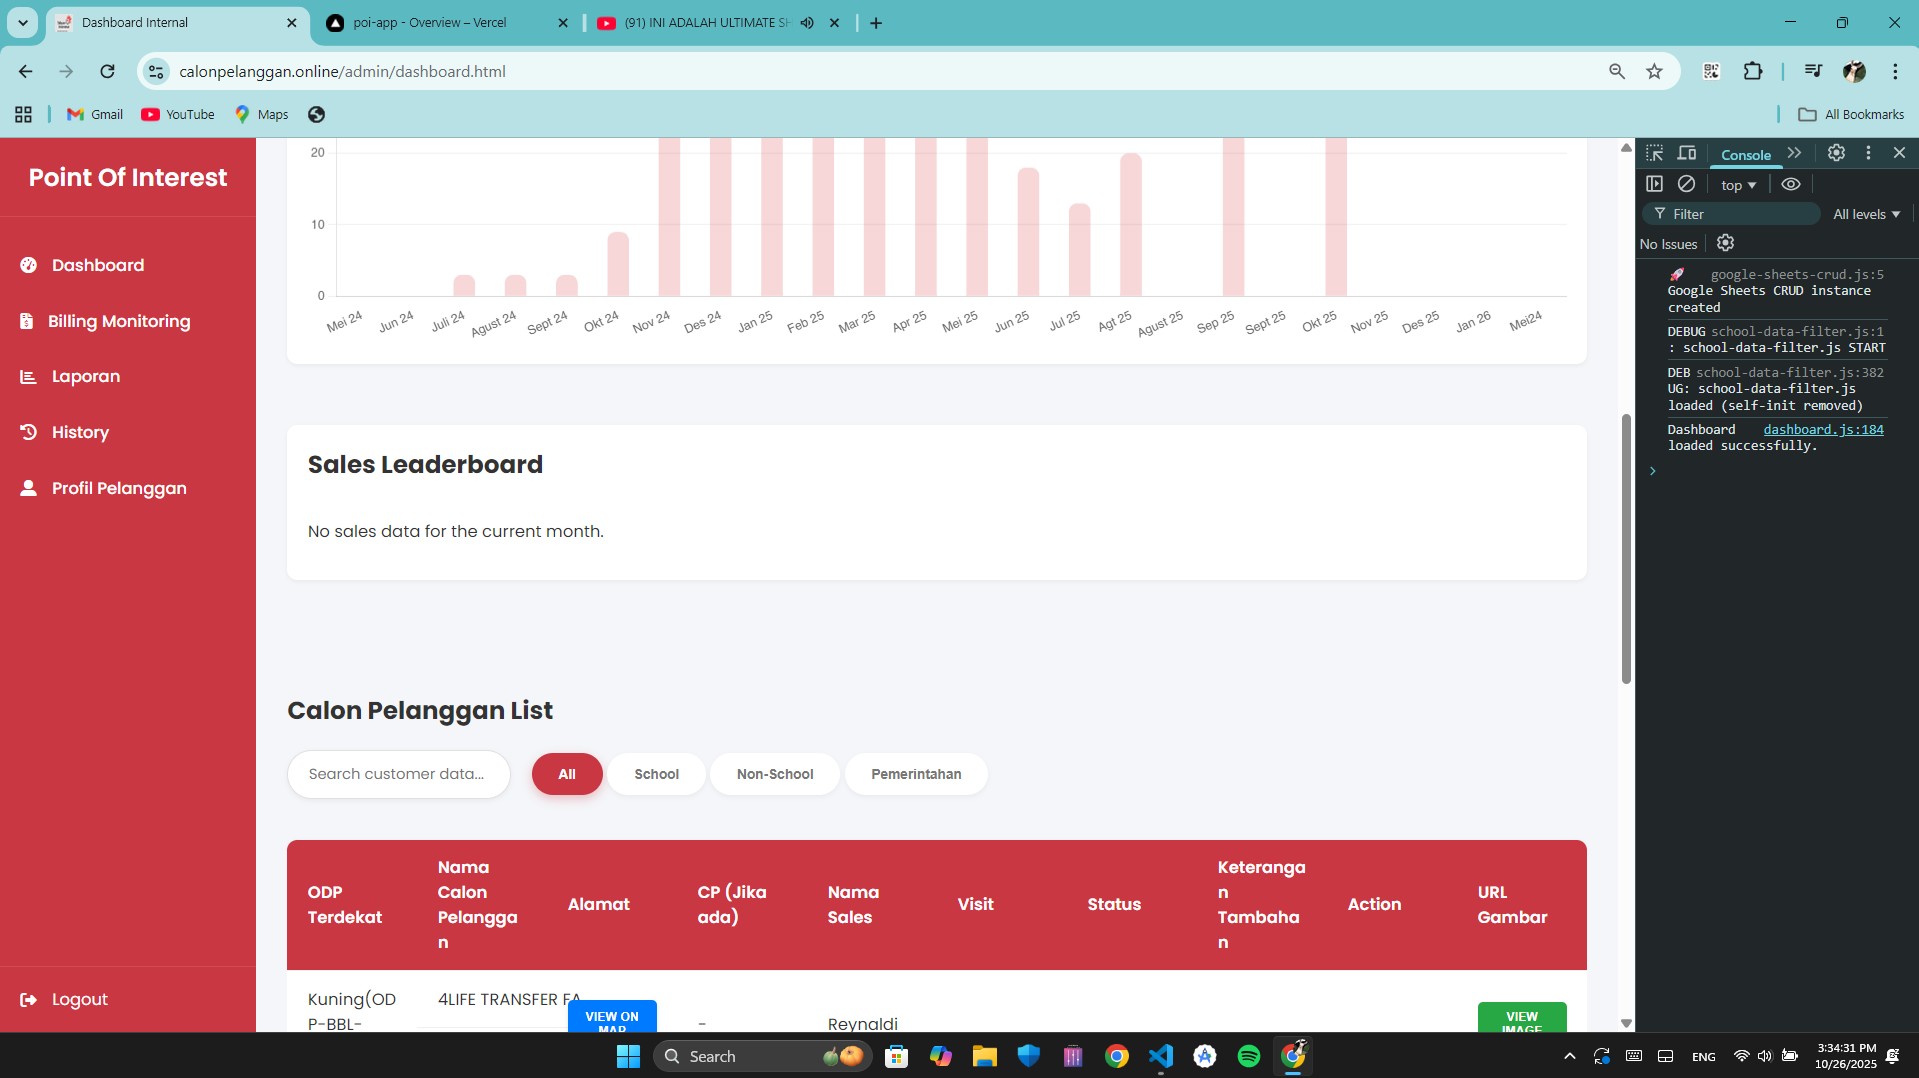 Dashboard Internal
poi-app - Overview – Vercel
(91) INI ADALAH ULTIMATE SH
calonpelanggan.online/admin/dashboard.html
Gmail
YouTube
Maps
All Bookmarks
Point Of Interest
Dashboard
Billing Monitoring
Laporan
History
Profil Pelanggan
Logout
20
10
0
Mei 24
Jun 24
Juli 24
Agust 24
Sept 24
Okt 24
Nov 24
Des 24
Jan 25
Feb 25
Mar 25
Apr 25
Mei 25
Jun 25
Jul 25
Agt 25
Agust 25
Sep 25
Sept 25
Okt 25
Nov 25
Des 25
Jan 26
Mei24
Sales Leaderboard
No sales data for the current month.
Calon Pelanggan List
Search customer data...
All
School
Non-School
Pemerintahan
ODP
Terdekat
Nama
Calon
Pelangga
n
Alamat
CP (Jika
ada)
Nama
Sales
Visit
Status
Keteranga
n
Tambaha
n
Action
URL
Gambar
Kuning(OD
P-BBL-
4LIFE TRANSFER FA
VIEW ON
MAP
-
Reynaldi
VIEW
IMAGE
Console
top
Filter
All levels
No Issues
google-sheets-crud.js:5
Google Sheets CRUD instance
created
DEBUG school-data-filter.js:1
: school-data-filter.js START
DEB school-data-filter.js:382
UG: school-data-filter.js
loaded (self-init removed)
Dashboard dashboard.js:184
loaded successfully.
Search
ENG
3:34:31 PM
10/26/2025